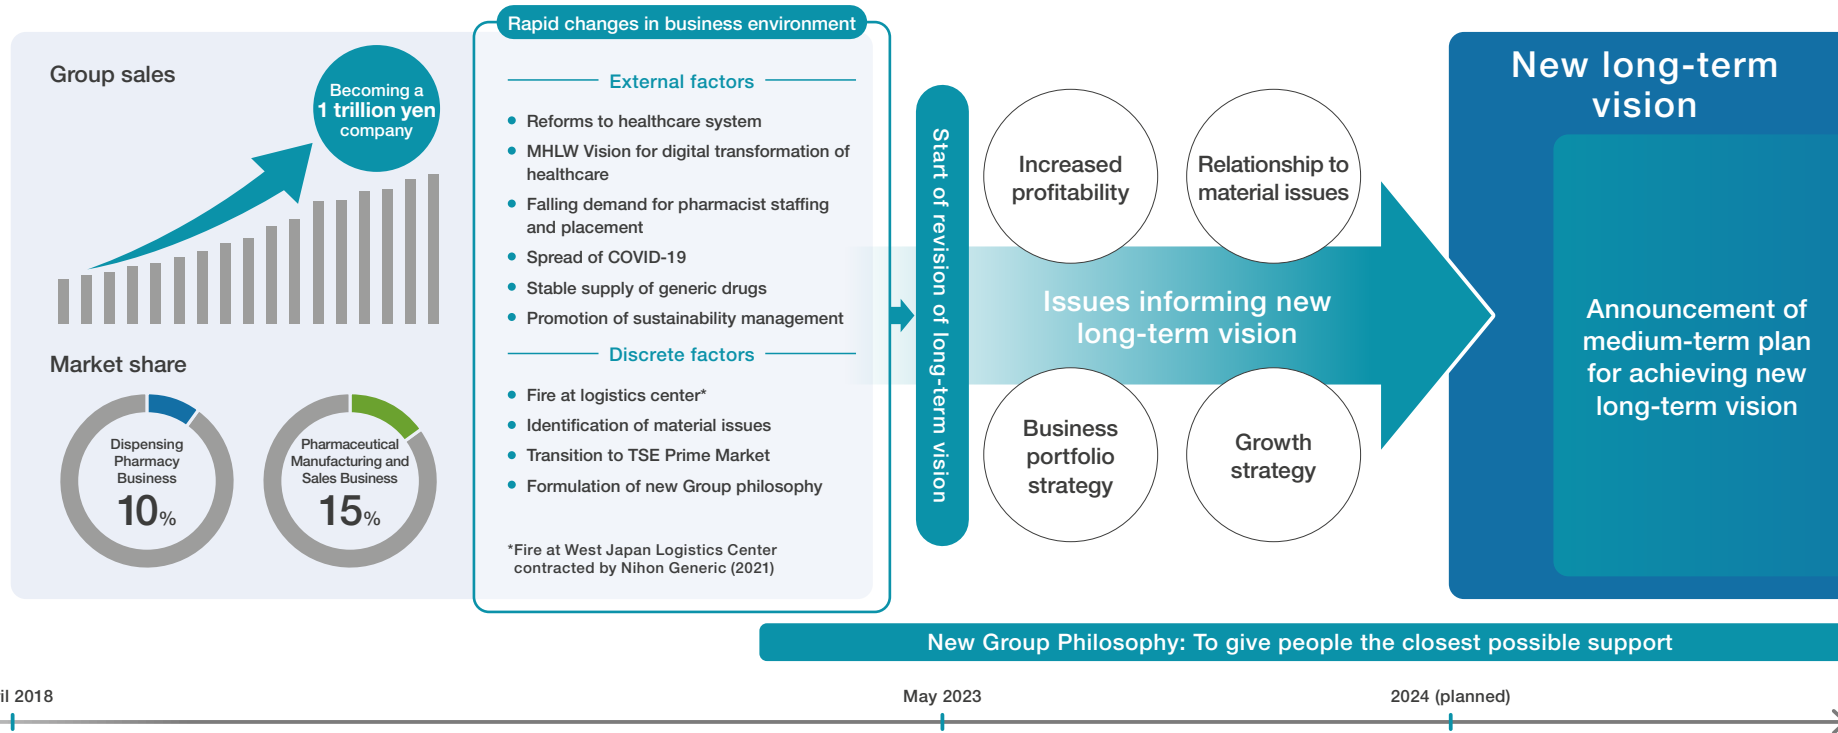 Group sales
Becoming a
1 trillion yen
company
Market share
Dispensing
Pharmacy
Business
10%
Pharmaceutical
Manufacturing and
Sales Business
15%
Rapid changes in business environment
External factors
• Reforms to healthcare system
• MHLW Vision for digital transformation of
healthcare
• Falling demand for pharmacist staffing
and placement
• Spread of COVID-19
• Stable supply of generic drugs
• Promotion of sustainability management
Discrete factors
• Fire at logistics center*
• Identification of material issues
• Transition to TSE Prime Market
• Formulation of new Group philosophy
*Fire at West Japan Logistics Center
contracted by Nihon Generic (2021)
Start of revision of long-term vision
Increased
profitability
Relationship to
material issues
Issues informing new
long-term vision
Business
portfolio
strategy
Growth
strategy
New long-term
vision
Announcement of
medium-term plan
for achieving new
long-term vision
New Group Philosophy: To give people the closest possible support
il 2018
May 2023
2024 (planned)